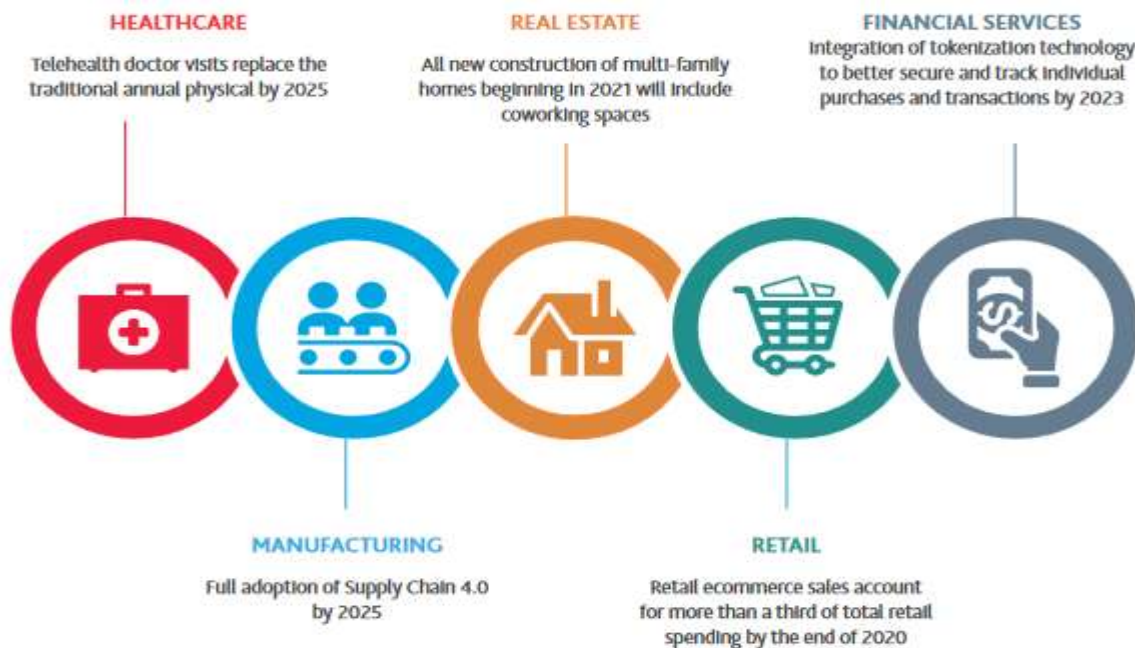 HEALTHCARE
Telehealth doctor visits replace the
traditional annual physical by 2025
REAL ESTATE
All new construction of multi-family
homes beginning in 2021 will include
coworking spaces
FINANCIAL SERVICES
Integration of tokenization technology
to better secure and track individual
purchases and transactions by 2023
$
MANUFACTURING
Full adoption of Supply Chain 4.0
by 2025
RETAIL
Retail ecommerce sales account
for more than a third of total retail
spending by the end of 2020